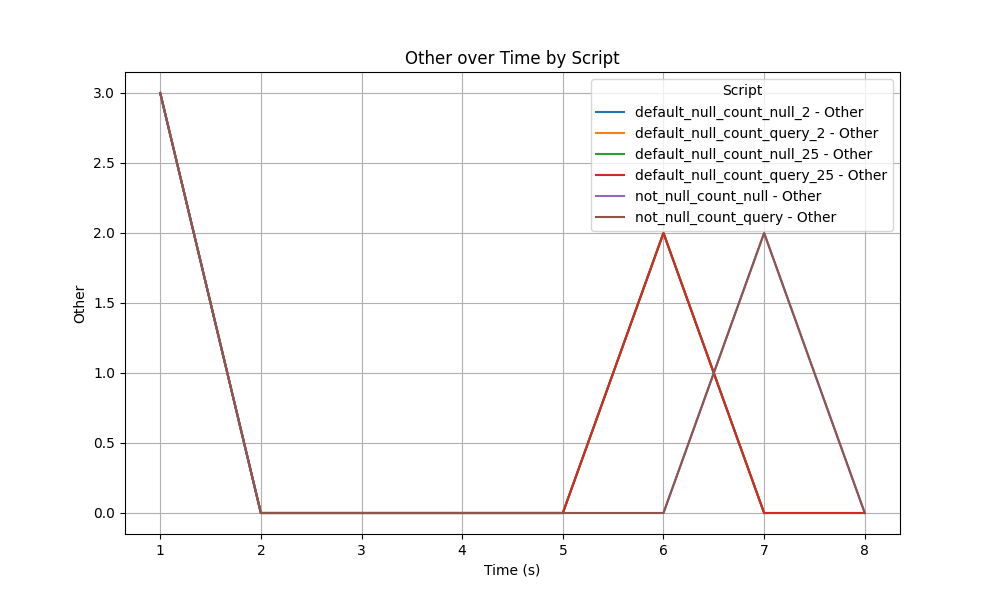 Other over Time by Script
Script
default_null_count_null_2 - Other
default_null_count_query_2 - Other
default_null_count_null_25 - Other
default_null_count_query_25 - Other
not_null_count_null - Other
not_null_count_query - Other
Other
3.0
2.5
2.0
1.5
1.0
0.5
0.0
1 2 3 4 5 6 7 8
Time (s)